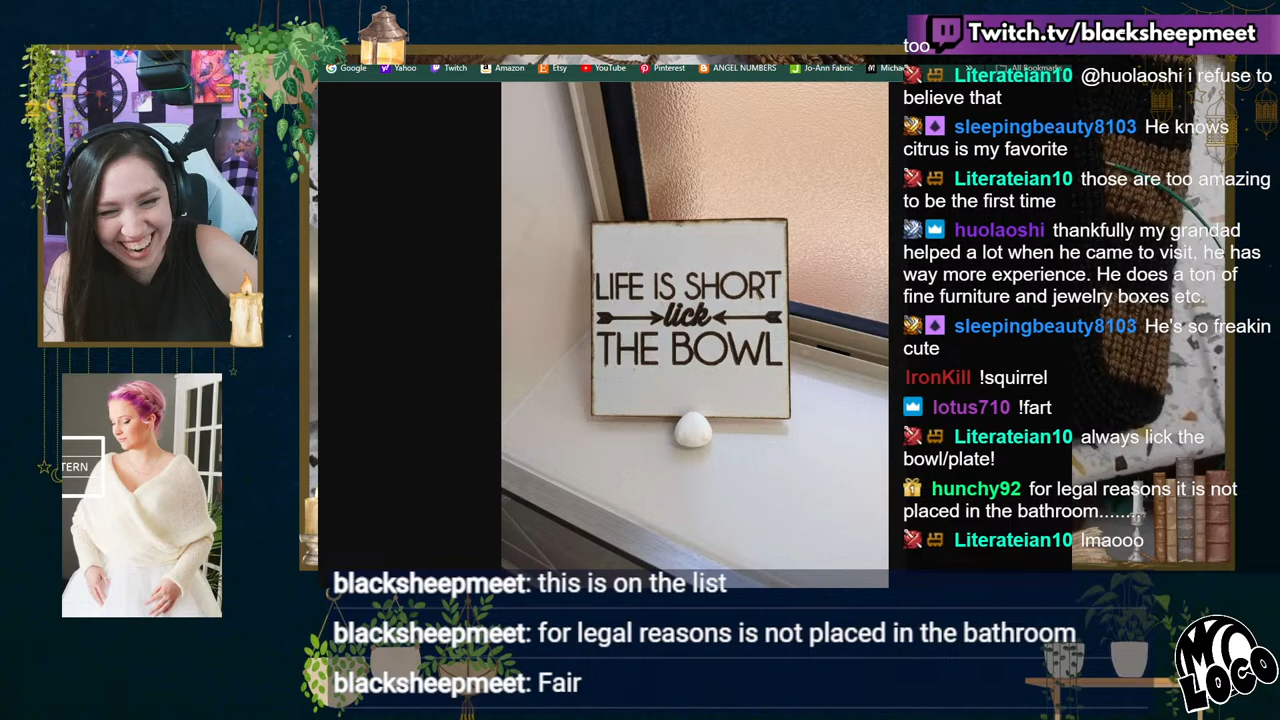 Twitch.tv/blacksheepmeet
Google Yahoo Twitch Amazon Etsy YouTube Pinterest ANGEL NUMBERS Jo-Ann Fabric All Bookmarks
too
Literateian10 @huolaoshi i refuse to
believe that
sleepingbeauty8103 He knows
citrus is my favorite
Literateian10 those are too amazing
to be the first time
huolaoshi thankfully my grandad
helped a lot when he came to visit, he has
way more experience. He does a ton of
fine furniture and jewelry boxes etc.
sleepingbeauty8103 He's so freakin
cute
IronKill !squirrel
lotus710 !fart
Literateian10 always lick the
bowl/plate!
hunchy92 for legal reasons it is not
placed in the bathroom........
Literateian10 lmaooo
LIFE IS SHORT
lick
THE BOWL
TERN
blacksheepmeet: this is on the list
blacksheepmeet: for legal reasons is not placed in the bathroom
blacksheepmeet: Fair
MC
LOCO